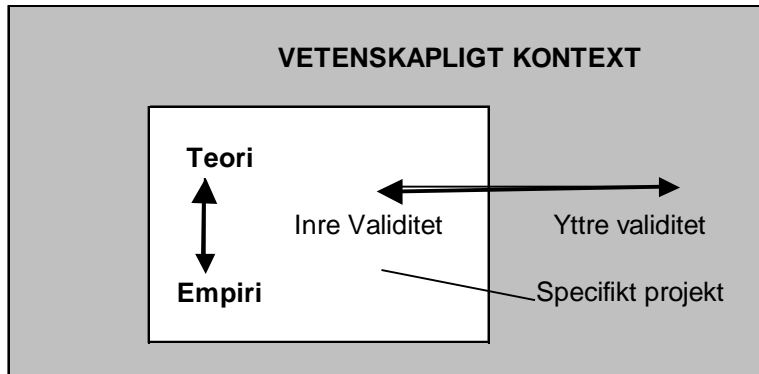 VETENSKAPLIGT KONTEXT
Teori
Inre Validitet Yttre validitet
Empiri Specifikt projekt